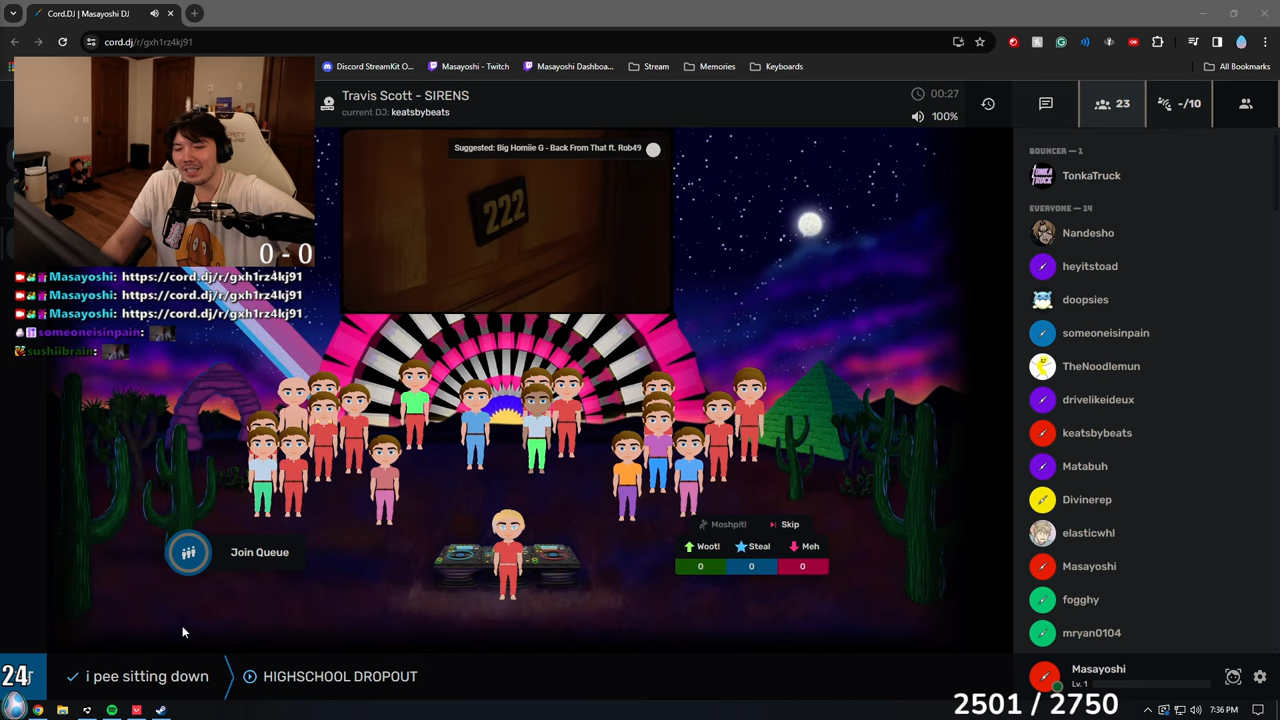 Cord.DJ | Masayoshi DJ
cord.dj/r/gxh1rz4kj91
Discord StreamKit O...
Masayoshi - Twitch
Masayoshi Dashboa...
Stream
Memories
Keyboards
All Bookmarks
Travis Scott - SIRENS
current DJ: keatsbybeats
00:27
100%
23
-/10
Suggested: Big Homiie G - Back From That ft. Rob49
222
0 - 0
Masayoshi: https://cord.dj/r/gxh1rz4kj91
Masayoshi: https://cord.dj/r/gxh1rz4kj91
Masayoshi: https://cord.dj/r/gxh1rz4kj91
someoneisinpain:
sushiibrain:
BOUNCER — 1
TonkaTruck
EVERYONE — 14
Nandesho
heyitstoad
doopsies
someoneisinpain
TheNoodlemun
drivelikeideux
keatsbybeats
Matabuh
Divinerep
elasticwhl
Masayoshi
fogghy
mryan0104
Moshpit!
Skip
Woot!
Steal
Meh
0
0
0
Join Queue
24
i pee sitting down
HIGHSCHOOL DROPOUT
Masayoshi
Lv. 1
2501 / 2750
7:36 PM